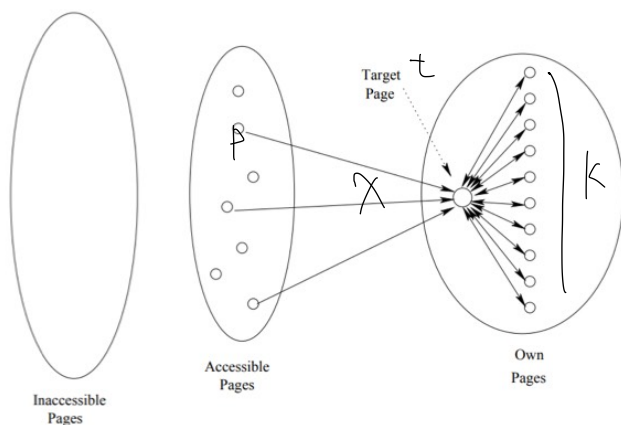 Target
Page
t
p
x
K
Accessible
Pages
Own
Pages
Inaccessible
Pages